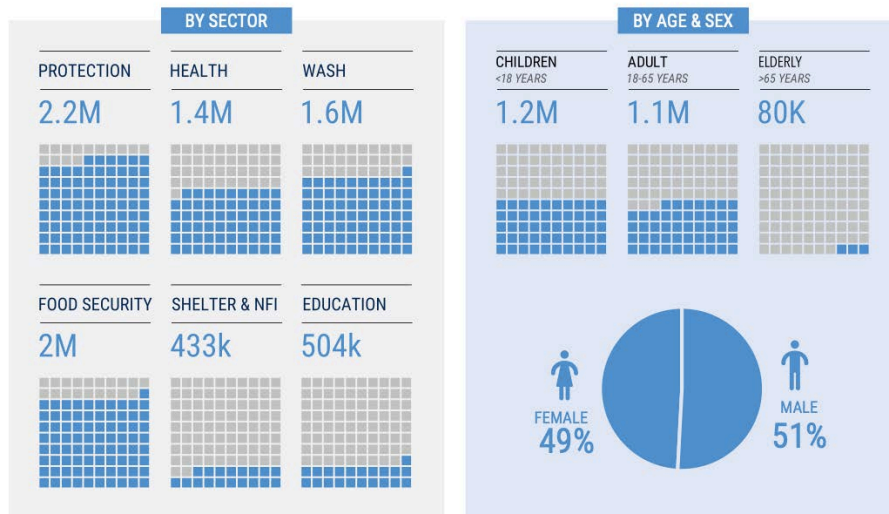 BY SECTOR
PROTECTION
2.2M
HEALTH
1.4M
WASH
1.6M
FOOD SECURITY
2M
SHELTER & NFI
433k
EDUCATION
504k
BY AGE & SEX
CHILDREN
<18 YEARS
1.2M
ADULT
18-65 YEARS
1.1M
ELDERLY
>65 YEARS
80K
FEMALE
49%
MALE
51%